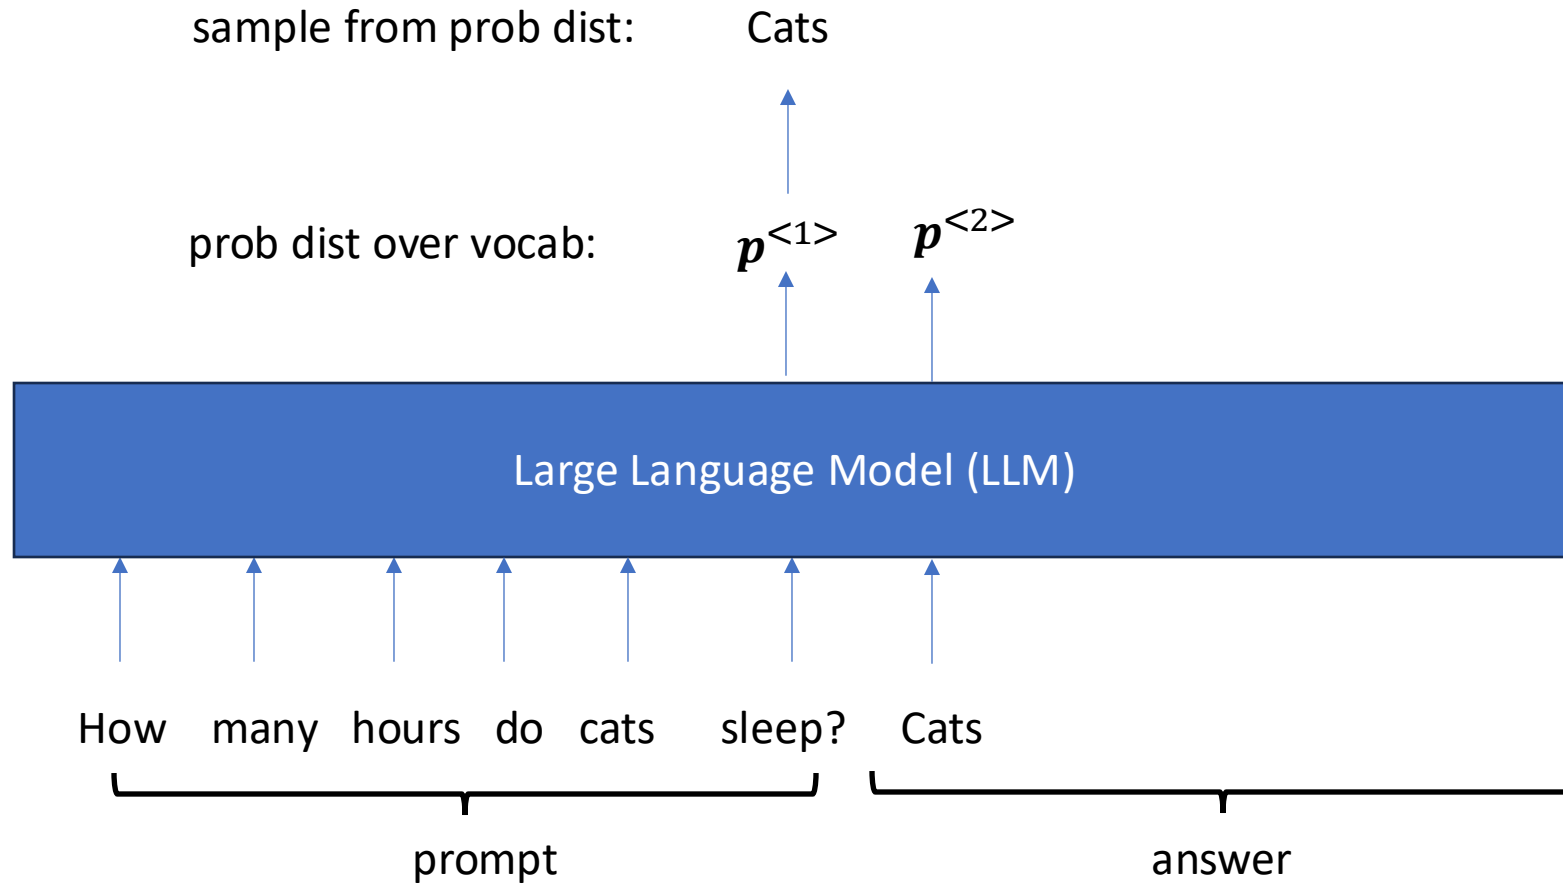 sample from prob dist: Cats
prob dist over vocab: p<1> p<2>
Large Language Model (LLM)
How many hours do cats sleep? Cats
prompt answer